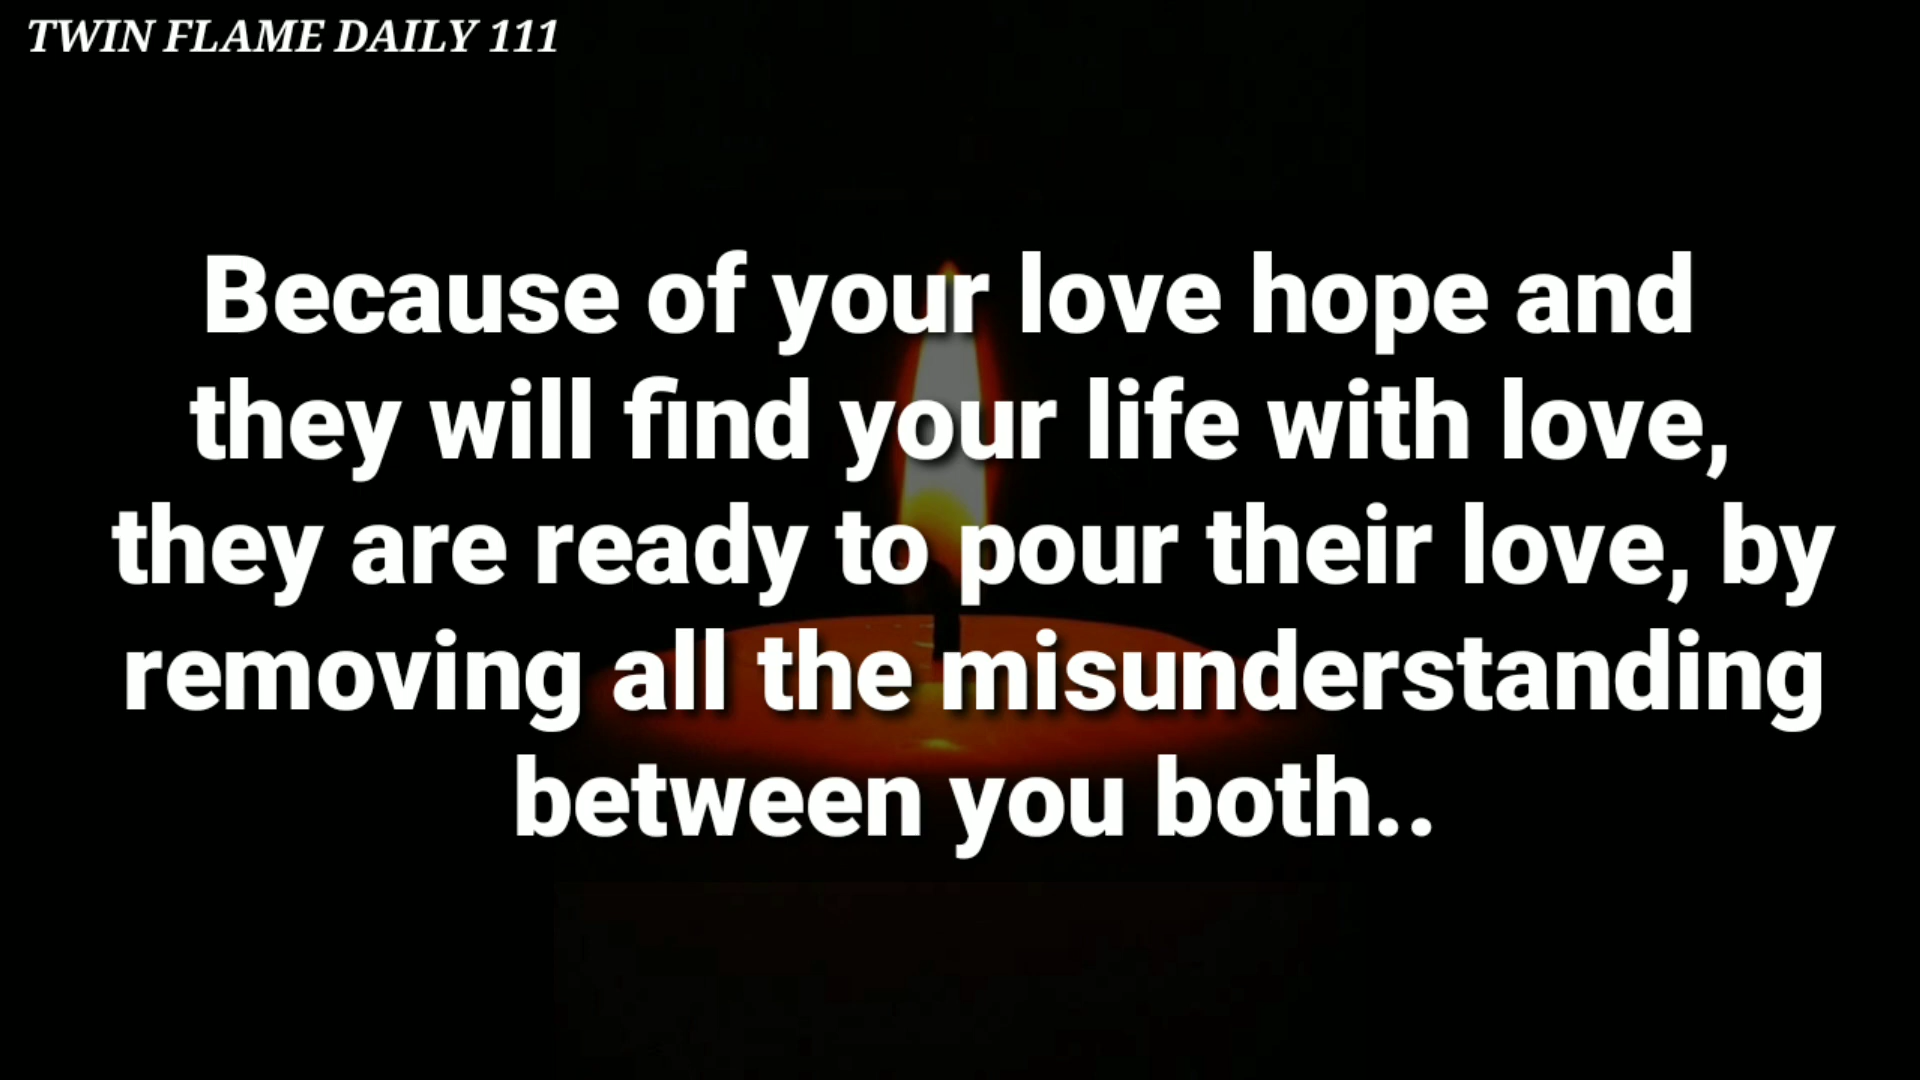 TWIN FLAME DAILY 111
Because of your love hope and
they will find your life with love,
they are ready to pour their love, by
removing all the misunderstanding
between you both..